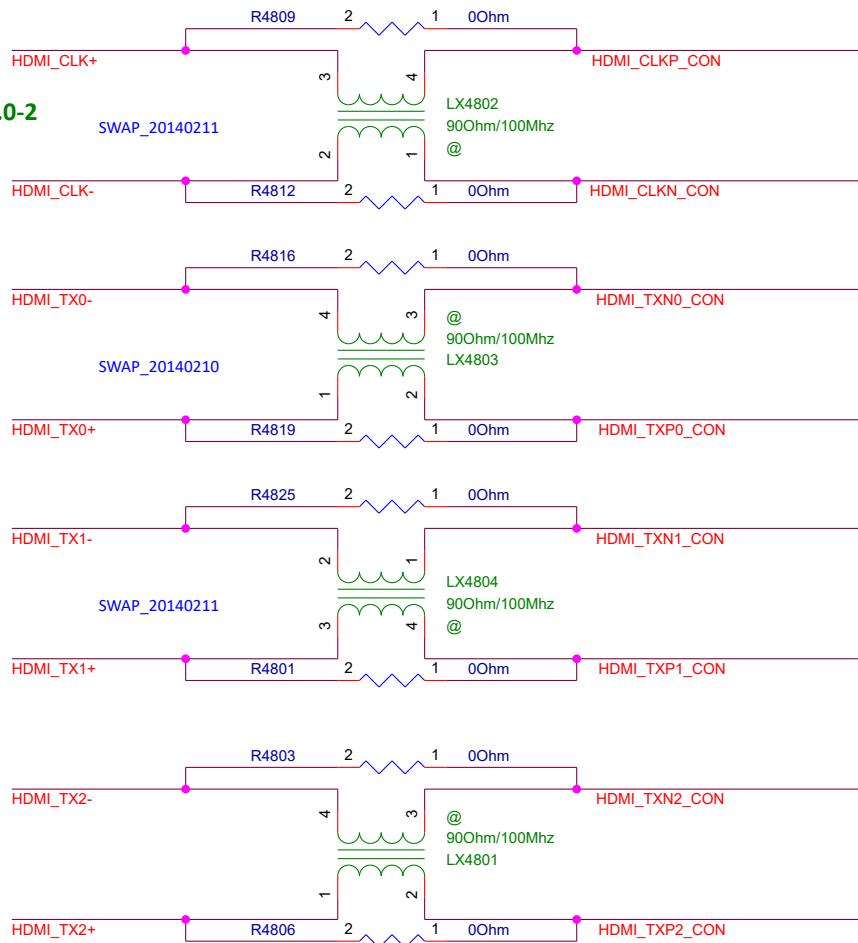 R4809 2 1 0Ohm
HDMI_CLK+ HDMI_CLKP_CON
3 4
.0-2
LX4802
SWAP_20140211 90Ohm/100Mhz
@
2 1
HDMI_CLK- R4812 2 1 0Ohm HDMI_CLKN_CON
R4816 2 1 0Ohm
HDMI_TX0- HDMI_TXN0_CON
4 3
@
90Ohm/100Mhz
SWAP_20140210 LX4803
1 2
HDMI_TX0+ R4819 2 1 0Ohm HDMI_TXP0_CON
R4825 2 1 0Ohm
HDMI_TX1- HDMI_TXN1_CON
2 1
LX4804
SWAP_20140211 90Ohm/100Mhz
@
3 4
HDMI_TX1+ R4801 2 1 0Ohm HDMI_TXP1_CON
R4803 2 1 0Ohm
HDMI_TX2- HDMI_TXN2_CON
4 3
@
90Ohm/100Mhz
LX4801
1 2
HDMI_TX2+ R4806 2 1 0Ohm HDMI_TXP2_CON